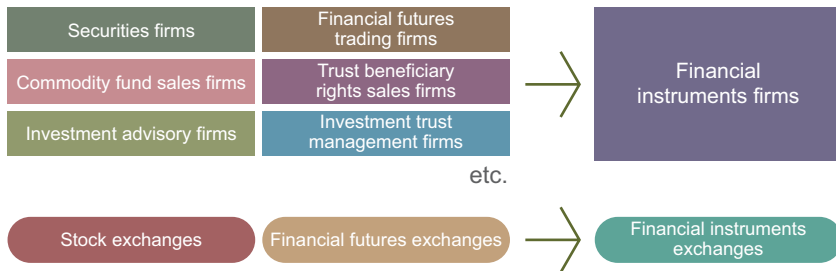 Securities firms
Financial futures
trading firms
Commodity fund sales firms
Trust beneficiary
rights sales firms
Investment advisory firms
Investment trust
management firms
etc.
Financial
instruments firms
Stock exchanges
Financial futures exchanges
Financial instruments
exchanges